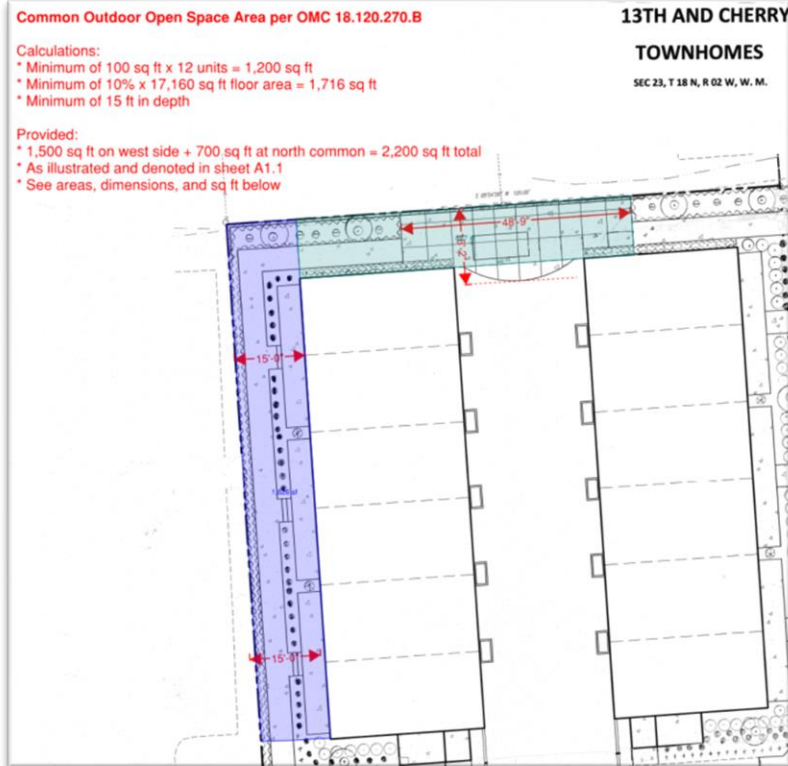 Common Outdoor Open Space Area per OMC 18.120.270.B
Calculations:
* Minimum of 100 sq ft x 12 units = 1,200 sq ft
* Minimum of 10% x 17,160 sq ft floor area = 1,716 sq ft
* Minimum of 15 ft in depth
Provided:
* 1,500 sq ft on west side + 700 sq ft at north common = 2,200 sq ft total
* As illustrated and denoted in sheet A1.1
* See areas, dimensions, and sq ft below
13TH AND CHERRY
TOWNHOMES
SEC 23, T 18 N, R 02 W, W. M.
48'-9"
15'-0"
15'-0"